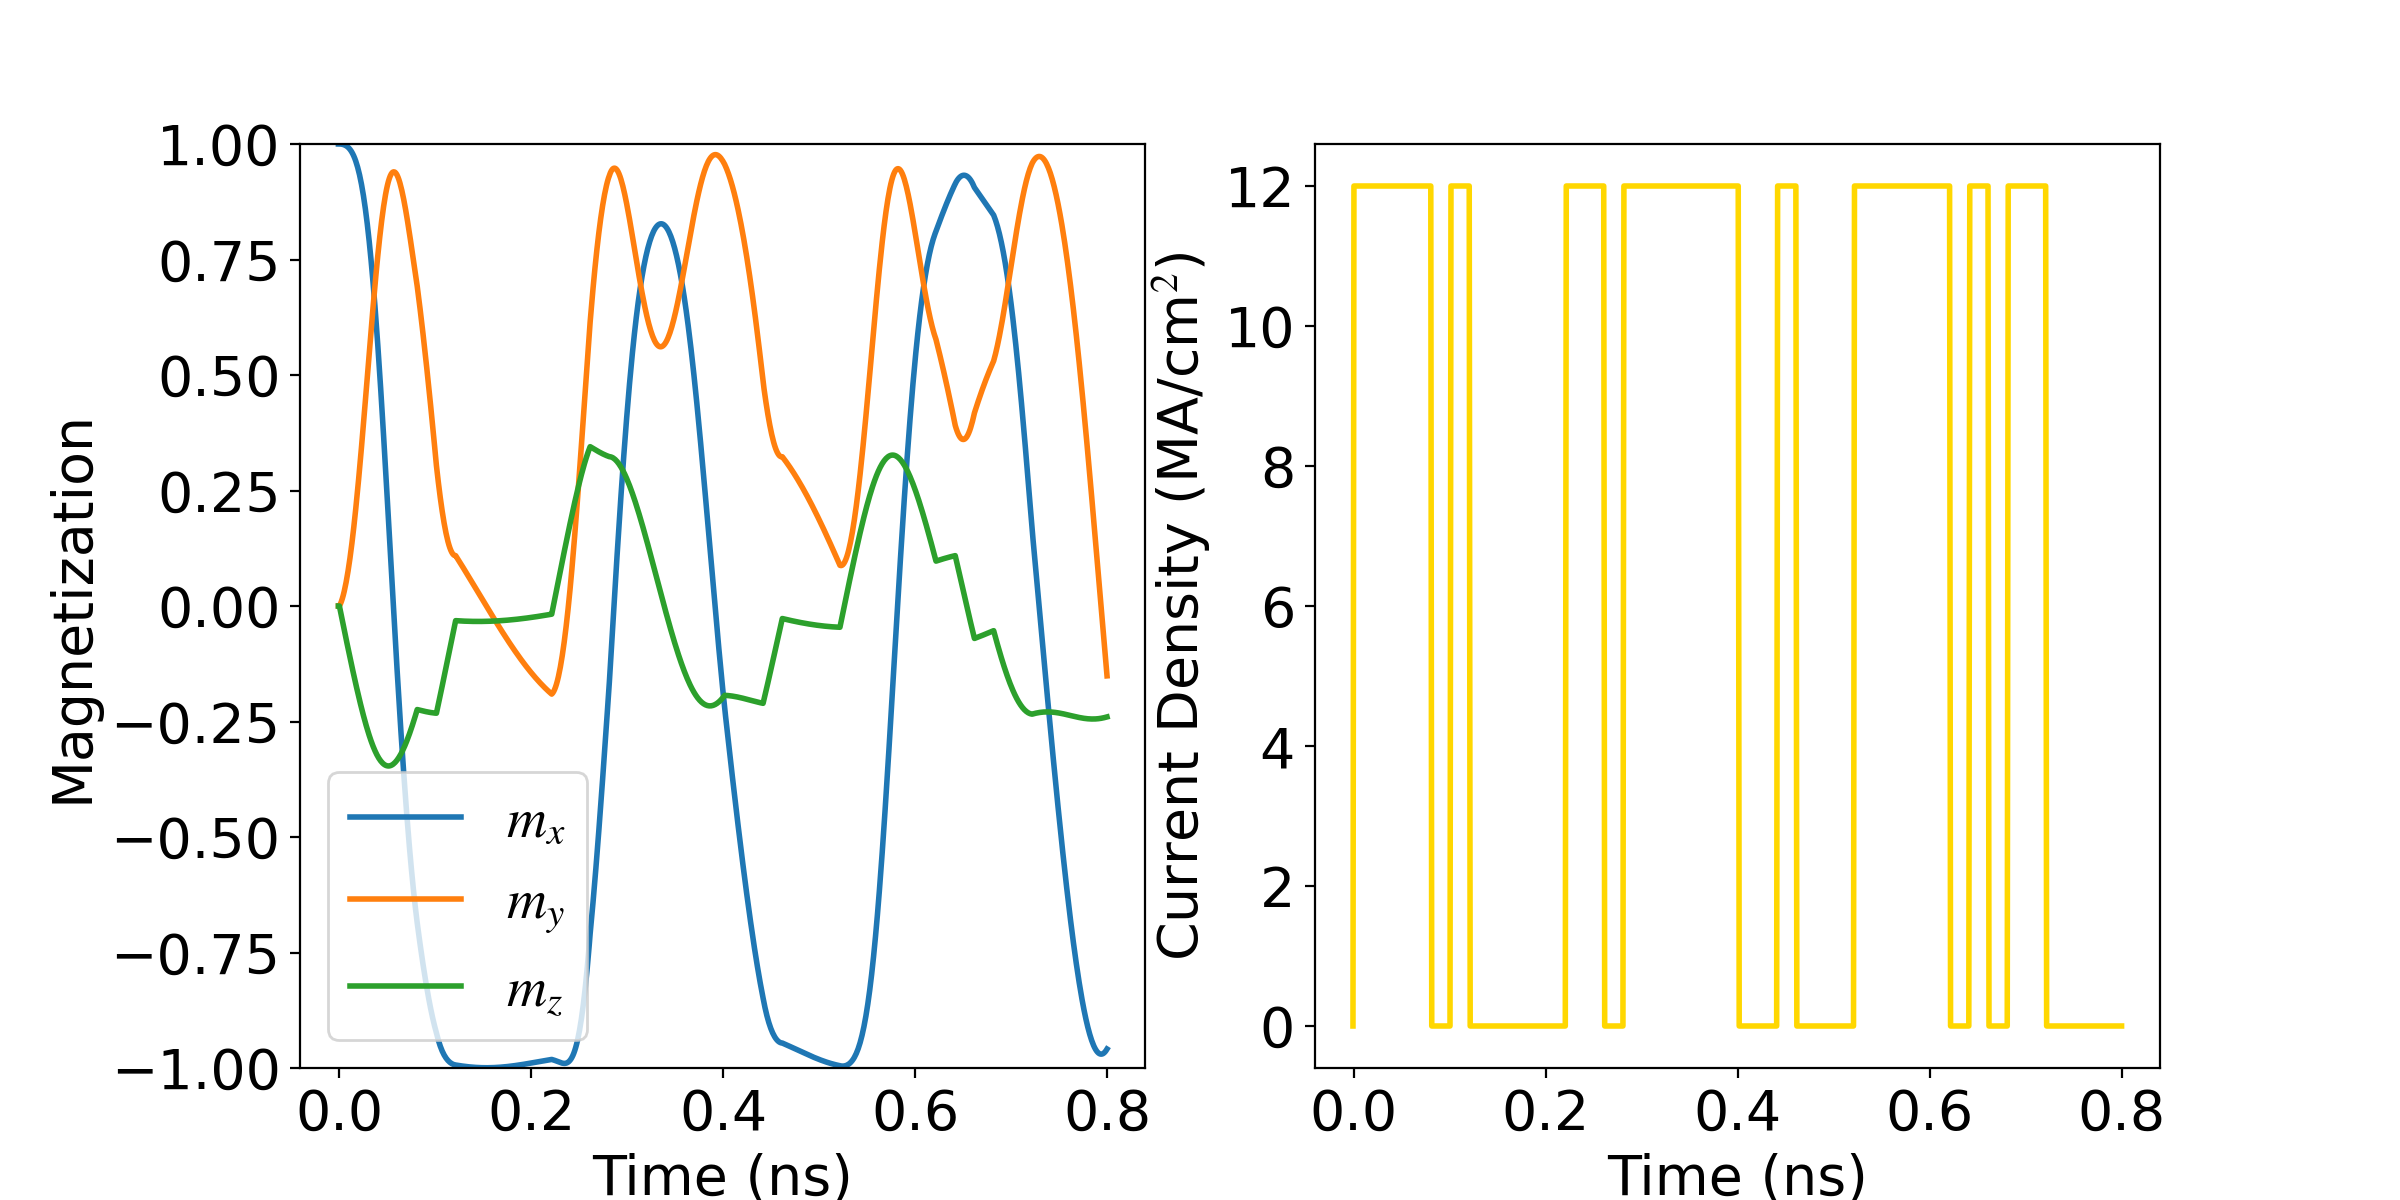 Magnetization
1.00
0.75
0.50
0.25
0.00
−0.25
−0.50
−0.75
−1.00
m_x
m_y
m_z
0.0 0.2 0.4 0.6 0.8
Time (ns)
Current Density (MA/cm²)
12
10
8
6
4
2
0
0.0 0.2 0.4 0.6 0.8
Time (ns)